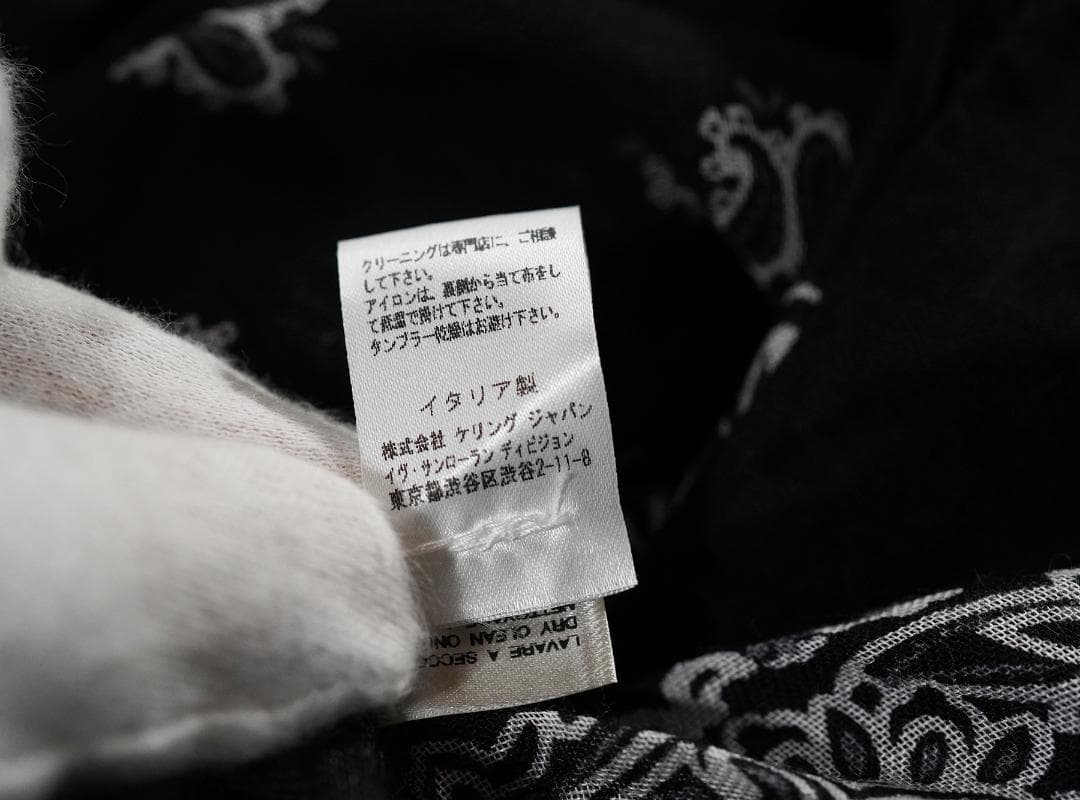 クリーニングは専門店に、ご相談
して下さい。
アイロンは、裏側から当て布をし
て低温で掛けて下さい。
タンブラー乾燥はお避け下さい。
イタリア製
株式会社 ケリング ジャパン
イヴ・サンローラン ディビジョン
東京都渋谷区渋谷2-11-8
LAVARE A SECCO
DRY CLEAN